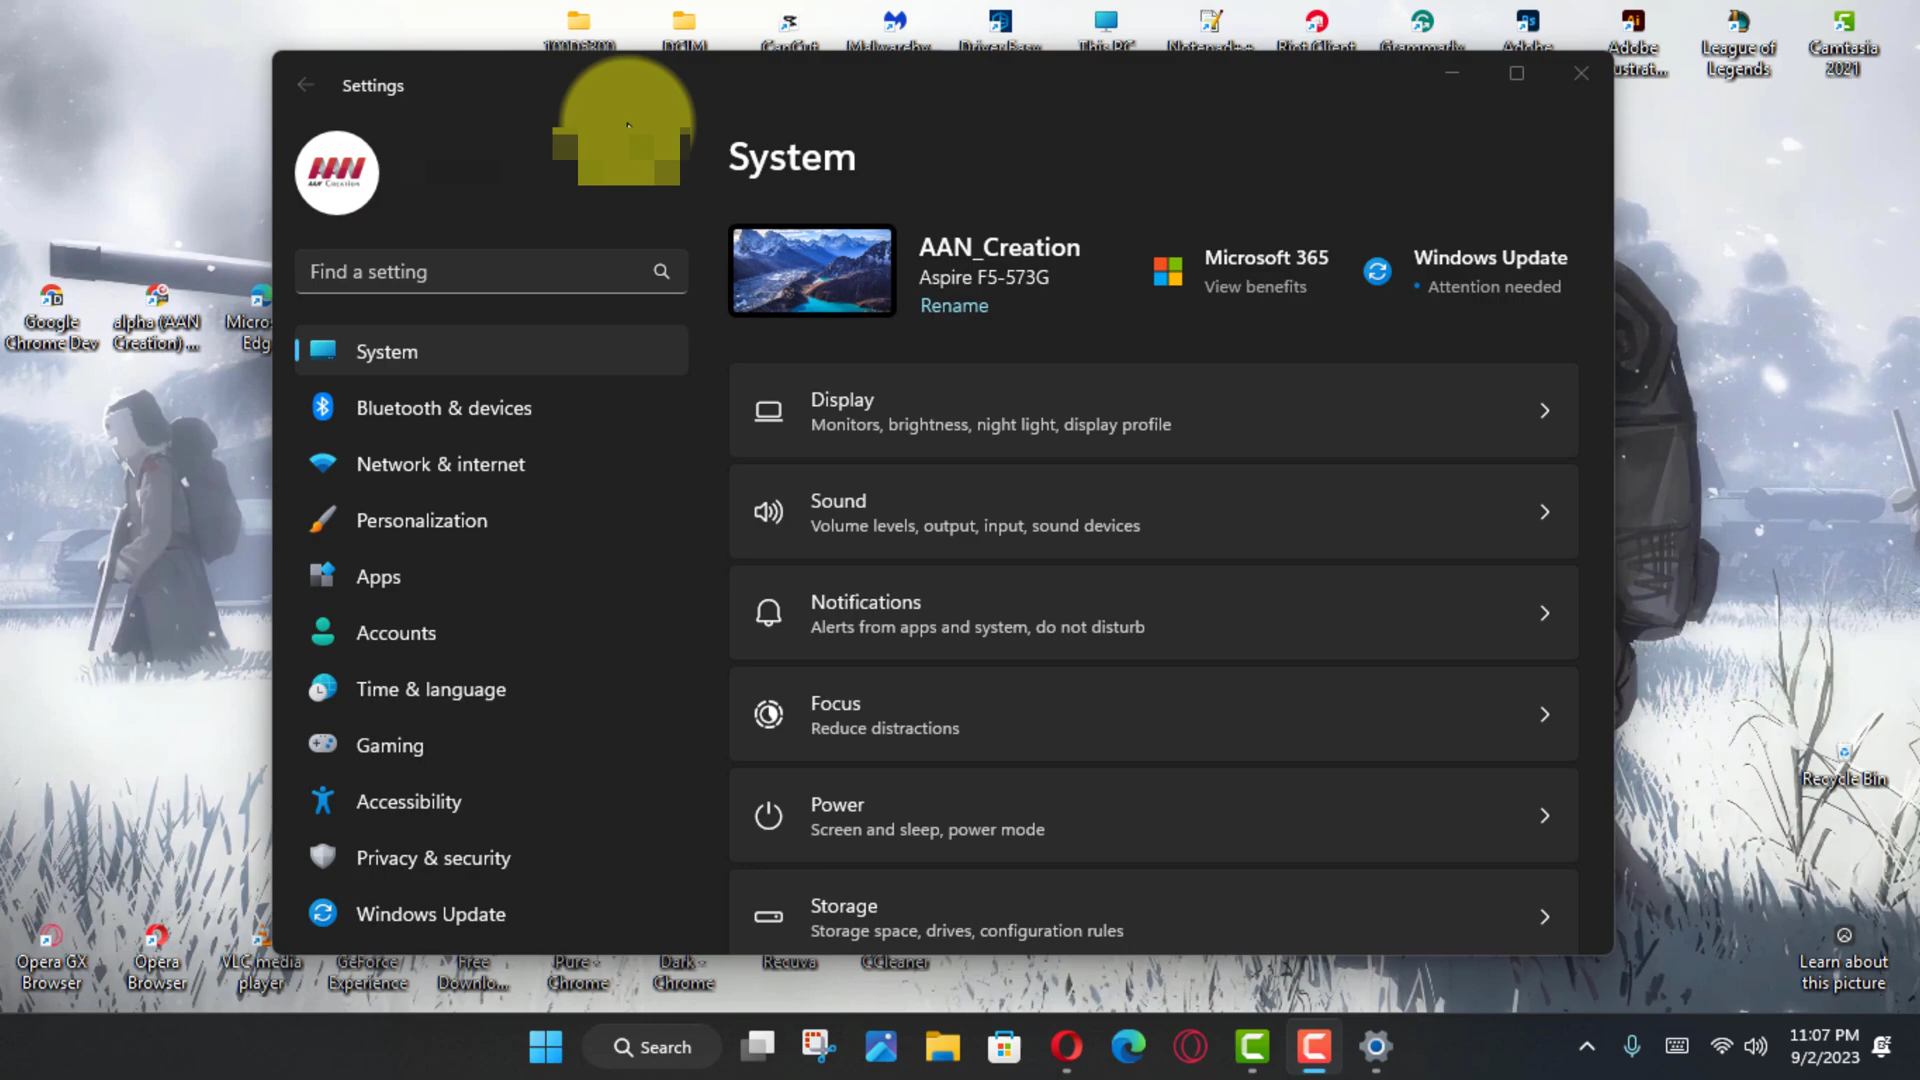 Adobe
ustrat...
League of
Legends
Camtasia
2021
Settings
AAN
AAN CREATION
System
Find a setting
AAN_Creation
Aspire F5-573G
Rename
Microsoft 365
View benefits
Windows Update
Attention needed
Google
Chrome Dev
alpha (AAN
Creation) ...
Micro
Edg
System
Bluetooth & devices
Network & internet
Personalization
Apps
Accounts
Time & language
Gaming
Accessibility
Privacy & security
Windows Update
Display
Monitors, brightness, night light, display profile
Sound
Volume levels, output, input, sound devices
Notifications
Alerts from apps and system, do not disturb
Focus
Reduce distractions
Power
Screen and sleep, power mode
Storage
Storage space, drives, configuration rules
Recycle Bin
Opera GX
Browser
Opera
Browser
VLC media
player
GeForce
Experience
Free
Downlo...
Pure -
Chrome
Dark -
Chrome
Recuva
CCleaner
Learn about
this picture
Search
11:07 PM
9/2/2023